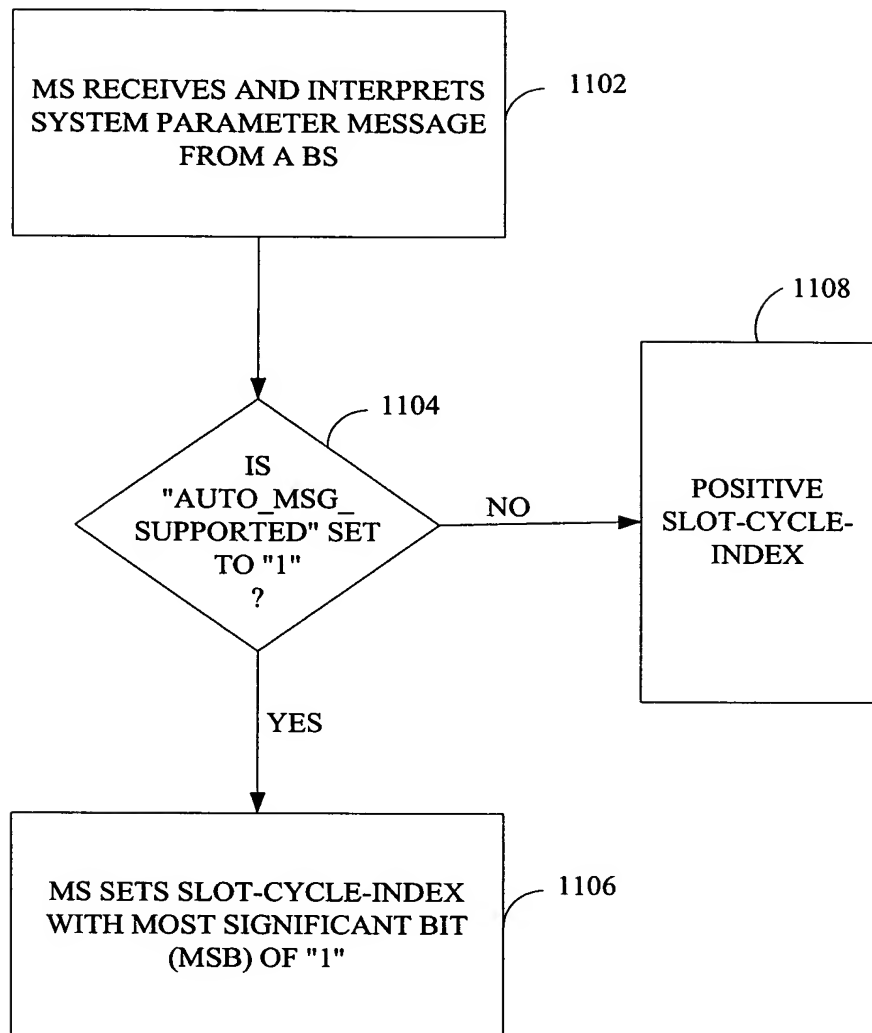 MS RECEIVES AND INTERPRETS
SYSTEM PARAMETER MESSAGE
FROM A BS
1102
1108
1104
IS
"AUTO_MSG_
SUPPORTED" SET
TO "1"
?
NO
POSITIVE
SLOT-CYCLE-
INDEX
YES
MS SETS SLOT-CYCLE-INDEX
WITH MOST SIGNIFICANT BIT
(MSB) OF "1"
1106